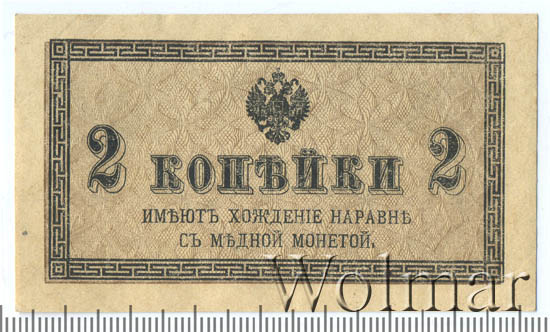 2 КОПѢЙКИ 2
ИМѢЮТЪ ХОЖДЕНІЕ НАРАВНѢ
СЪ МѢДНОЙ МОНЕТОЙ.
Wolmar